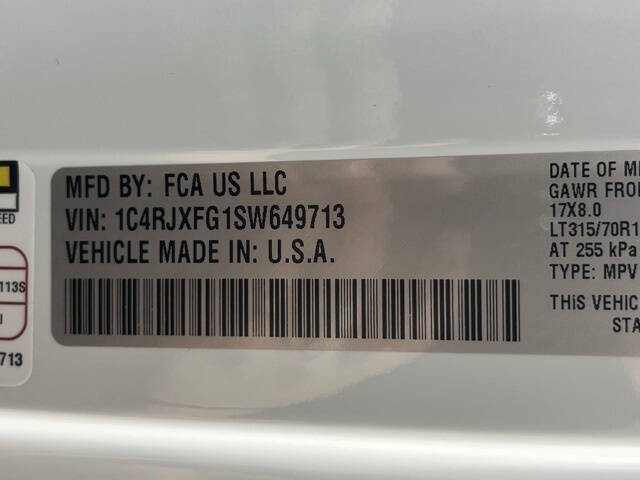 MFD BY: FCA US LLC
VIN: 1C4RJXFG1SW649713
VEHICLE MADE IN: U.S.A.
DATE OF M
GAWR FRO
17X8.0
LT315/70R1
AT 255 kPa
TYPE: MPV
THIS VEHIC
STA
113S
I
713